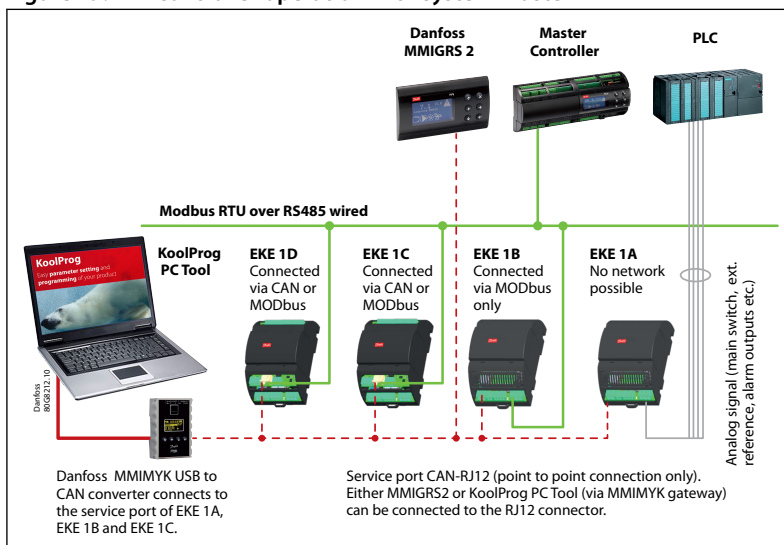 Danfoss
MMIGRS 2
Master
Controller
PLC
Modbus RTU over RS485 wired
KoolProg
Easy parameter setting and
programming of your product
KoolProg
PC Tool
EKE 1D
Connected
via CAN or
MODbus
EKE 1C
Connected
via CAN or
MODbus
EKE 1B
Connected
via MODbus
only
EKE 1A
No network
possible
Analog signal (main switch, ext.
reference, alarm outputs etc.)
Danfoss
80G8212.10
Danfoss MMIMYK USB to
CAN converter connects to
the service port of EKE 1A,
EKE 1B and EKE 1C.
Service port CAN-RJ12 (point to point connection only).
Either MMIGRS2 or KoolProg PC Tool (via MMIMYK gateway)
can be connected to the RJ12 connector.